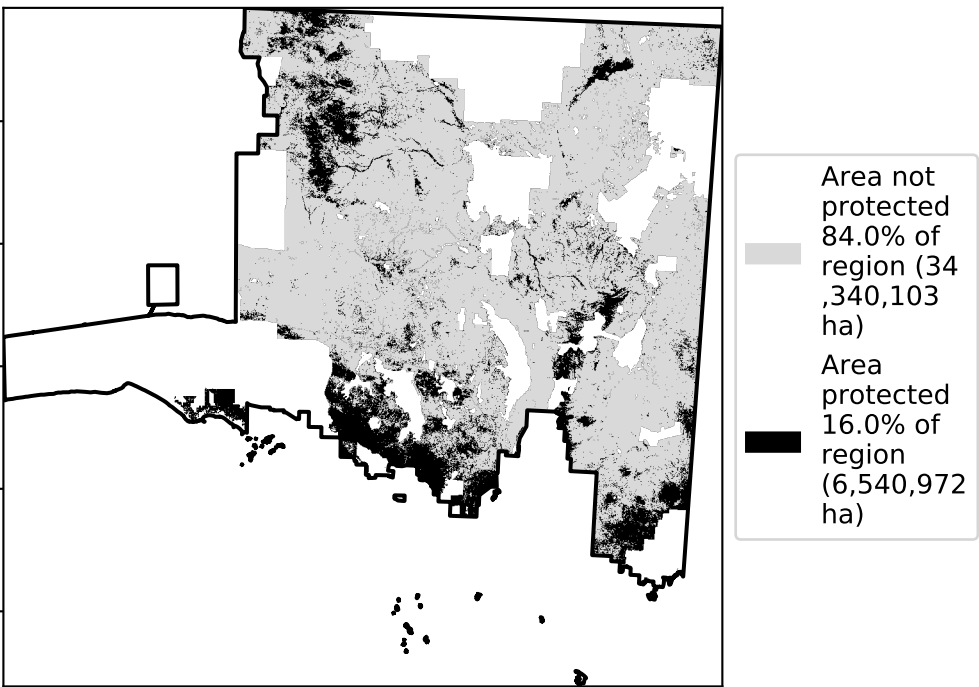 Area not
protected
84.0% of
region (34
,340,103
ha)
Area
protected
16.0% of
region
(6,540,972
ha)